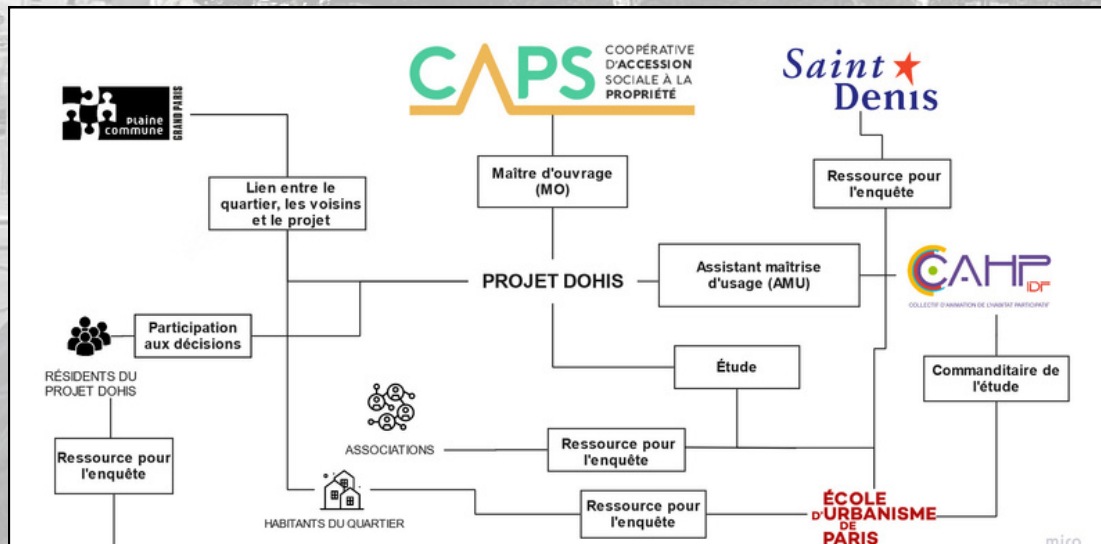 plaine
commune
GRAND PARIS
CAPS
COOPÉRATIVE
D'ACCESSION
SOCIALE À LA
PROPRIÉTÉ
Saint
Denis
Lien entre le
quartier, les voisins
et le projet
Maître d'ouvrage
(MO)
Ressource pour
l'enquête
PROJET DOHIS
Assistant maîtrise
d'usage (AMU)
CAHP
IDF
COLLECTIF D'ANIMATION DE L'HABITAT PARTICIPATIF
Participation
aux décisions
RÉSIDENTS DU
PROJET DOHIS
Étude
Commanditaire de
l'étude
Ressource pour
l'enquête
ASSOCIATIONS
Ressource pour
l'enquête
HABITANTS DU QUARTIER
Ressource pour
l'enquête
ÉCOLE
D'URBANISME
DE
PARIS
miro